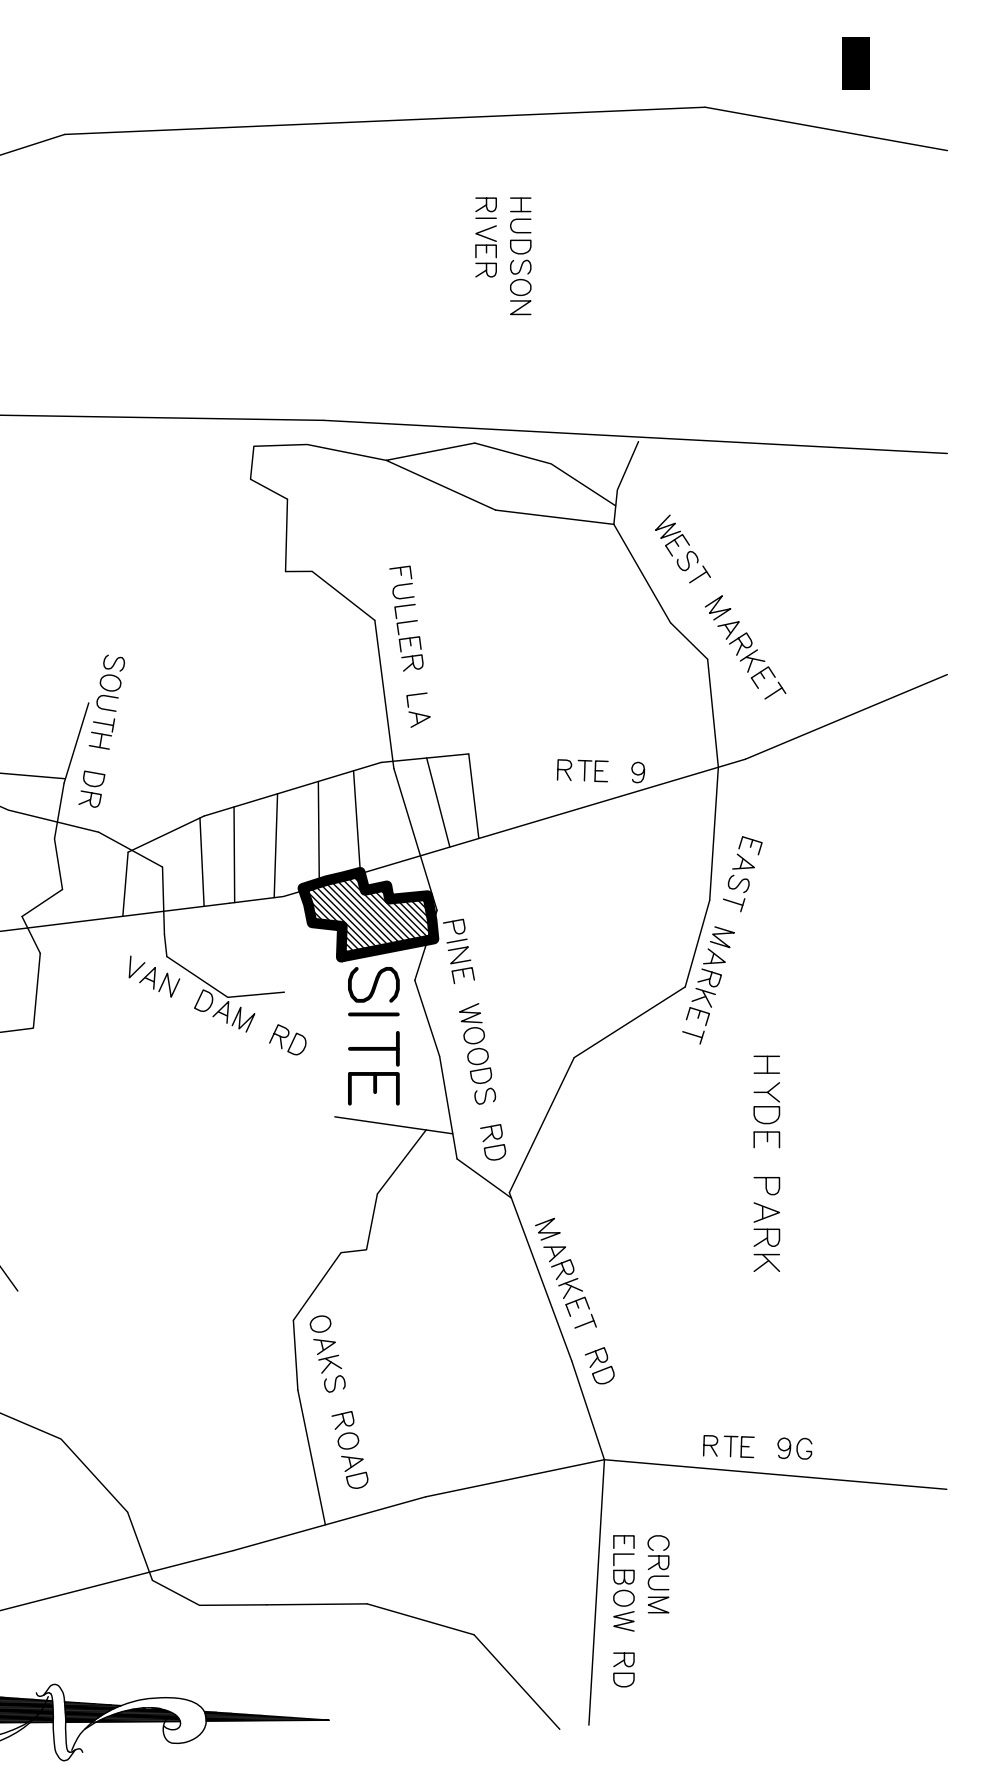 HUDSON
RIVER
WEST MARKET
FULLER LA
SOUTH DR
RTE 9
EAST MARKET
PINE WOODS RD
VAN DAM RD
SITE
HYDE PARK
MARKET RD
OAKS ROAD
RTE 9G
CRUM
ELBOW RD